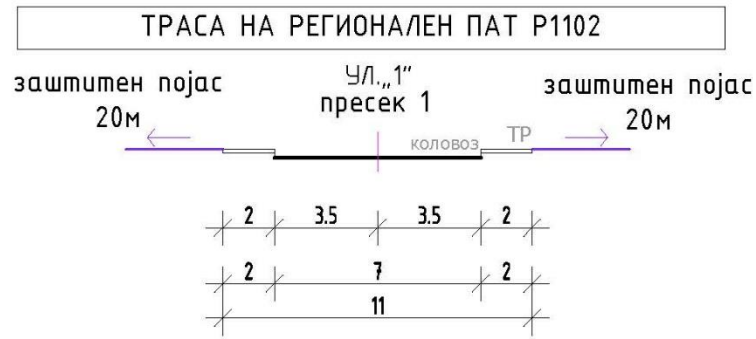 ТРАСА НА РЕГИОНАЛЕН ПАТ Р1102
заштитен појас
20м
УЛ.„1”
пресек 1
заштитен појас
20м
коловоз
ТР
2 3.5 3.5 2
2 7 2
11